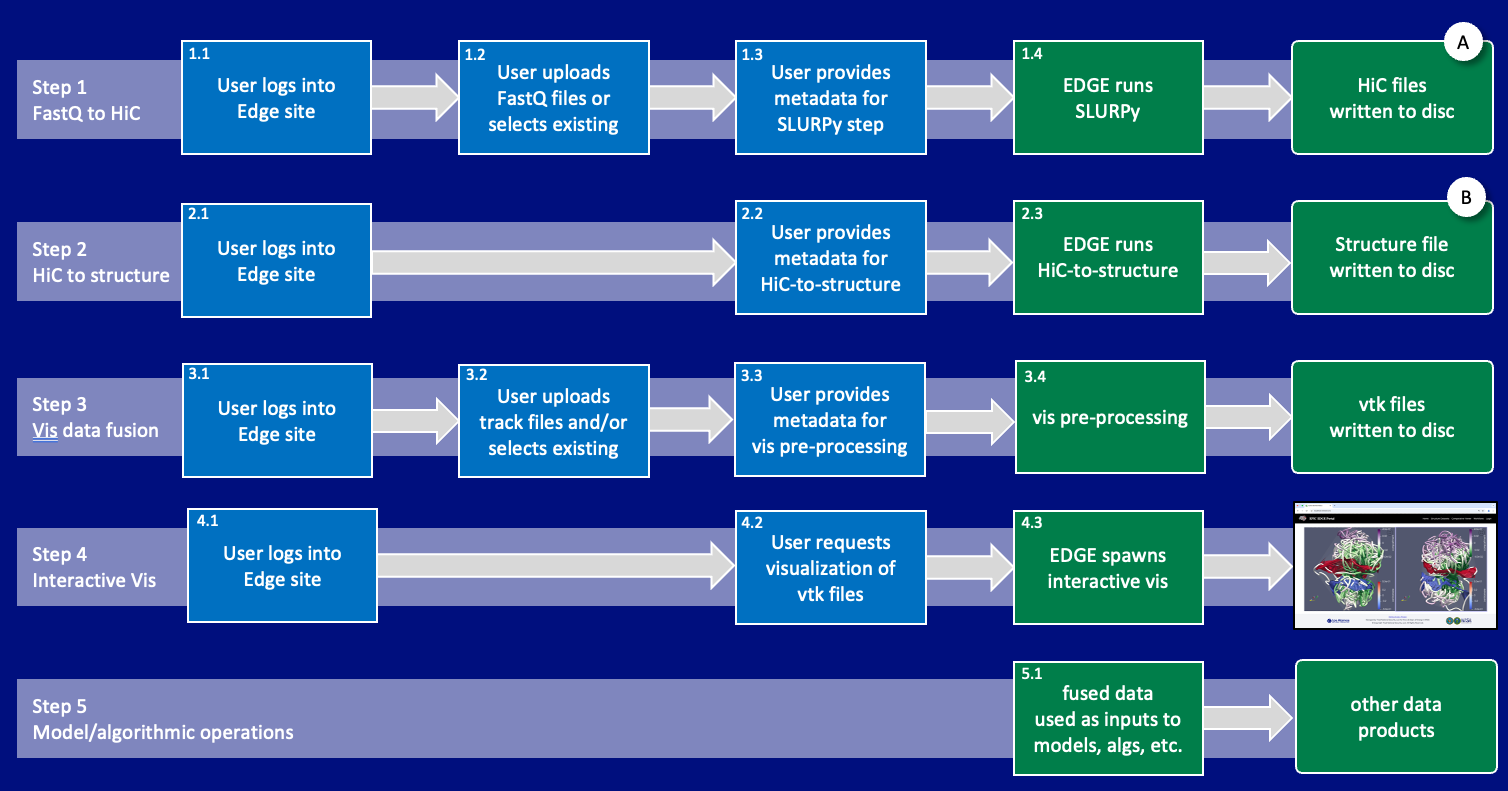 A
1.1
User logs into
Edge site
1.2
User uploads
FastQ files or
selects existing
1.3
User provides
metadata for
SLURPy step
1.4
EDGE runs
SLURPy
HiC files
written to disc
Step 1
FastQ to HiC
B
2.1
User logs into
Edge site
2.2
User provides
metadata for
HiC-to-structure
2.3
EDGE runs
HiC-to-structure
Structure file
written to disc
Step 2
HiC to structure
3.1
User logs into
Edge site
3.2
User uploads
track files and/or
selects existing
3.3
User provides
metadata for
vis pre-processing
3.4
vis pre-processing
vtk files
written to disc
Step 3
Vis data fusion
4.1
User logs into
Edge site
4.2
User requests
visualization of
vtk files
4.3
EDGE spawns
interactive vis
Step 4
Interactive Vis
5.1
fused data
used as inputs to
models, algs, etc.
other data
products
Step 5
Model/algorithmic operations